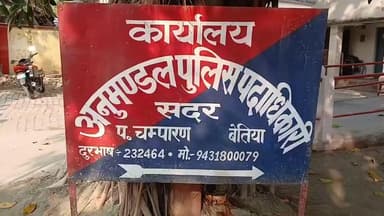 कार्यालय
अनुमण्डल पुलिस पदाधिकारी
सदर
प. चम्पारण बेतिया
दूरभाष ÷ 232464 • मो.- 9431800079